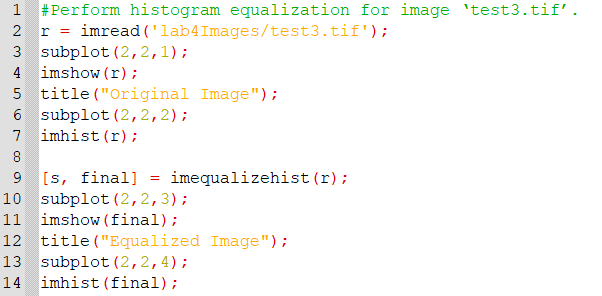 1 #Perform histogram equalization for image ‘test3.tif’.
2 r = imread('lab4Images/test3.tif');
3 subplot(2,2,1);
4 imshow(r);
5 title("Original Image");
6 subplot(2,2,2);
7 imhist(r);
8
9 [s, final] = imequalizehist(r);
10 subplot(2,2,3);
11 imshow(final);
12 title("Equalized Image");
13 subplot(2,2,4);
14 imhist(final);